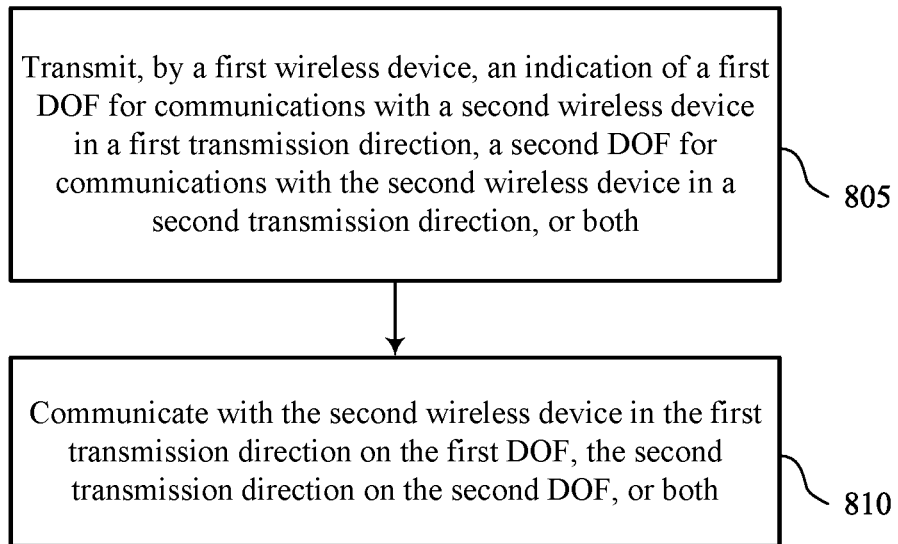 Transmit, by a first wireless device, an indication of a first
DOF for communications with a second wireless device
in a first transmission direction, a second DOF for
communications with the second wireless device in a
second transmission direction, or both
805
Communicate with the second wireless device in the first
transmission direction on the first DOF, the second
transmission direction on the second DOF, or both
810